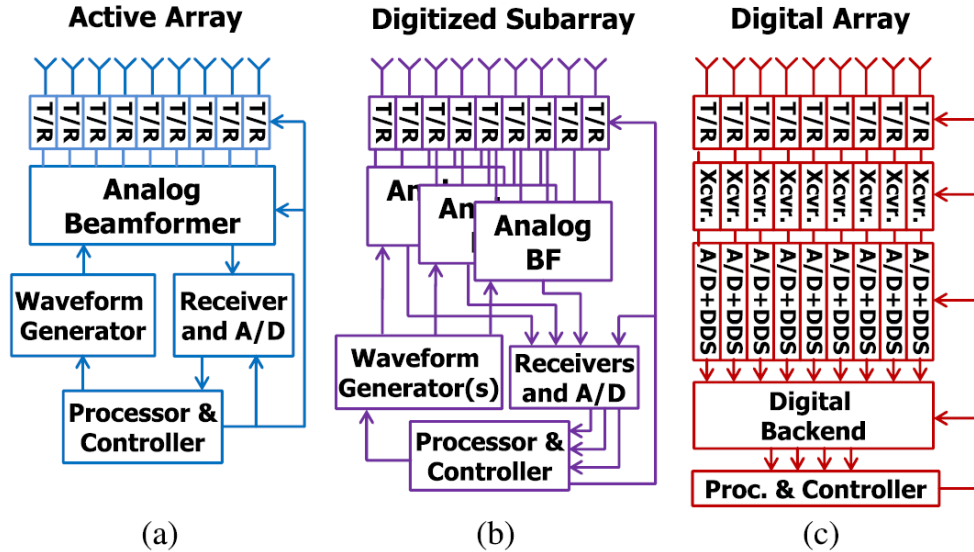 Active Array
T/R T/R T/R T/R T/R T/R T/R T/R T/R
Analog
Beamformer
Waveform
Generator
Receiver
and A/D
Processor &
Controller
(a)
Digitized Subarray
T/R T/R T/R T/R T/R T/R T/R T/R T/R
Analog
BF
Waveform
Generator(s)
Receivers
and A/D
Processor &
Controller
(b)
Digital Array
T/R T/R T/R T/R T/R T/R T/R T/R T/R
Xcvr. Xcvr. Xcvr. Xcvr. Xcvr. Xcvr. Xcvr. Xcvr. Xcvr.
A/D+DDS A/D+DDS A/D+DDS A/D+DDS A/D+DDS A/D+DDS A/D+DDS A/D+DDS A/D+DDS
Digital
Backend
Proc. & Controller
(c)